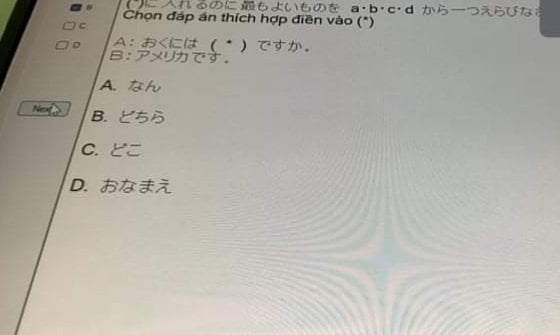 (*)に 入れるのに 最もよいものを a・b・c・d から一つえらびなさ
Chọn đáp án thích hợp điền vào (*)
A：おくには ( * ) ですか。
B：アメリカです。
A. なん
B. どちら
C. どこ
D. おなまえ
B
C
D
Next